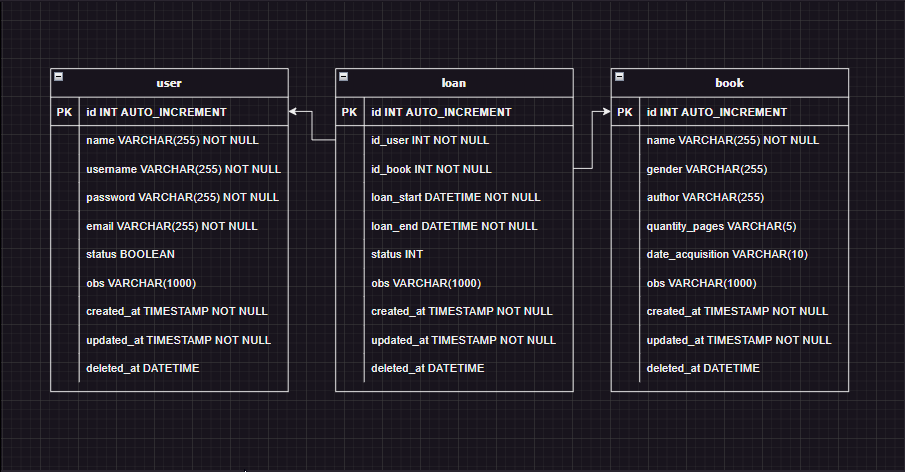 user
PK id INT AUTO_INCREMENT
name VARCHAR(255) NOT NULL
username VARCHAR(255) NOT NULL
password VARCHAR(255) NOT NULL
email VARCHAR(255) NOT NULL
status BOOLEAN
obs VARCHAR(1000)
created_at TIMESTAMP NOT NULL
updated_at TIMESTAMP NOT NULL
deleted_at DATETIME
loan
PK id INT AUTO_INCREMENT
id_user INT NOT NULL
id_book INT NOT NULL
loan_start DATETIME NOT NULL
loan_end DATETIME NOT NULL
status INT
obs VARCHAR(1000)
created_at TIMESTAMP NOT NULL
updated_at TIMESTAMP NOT NULL
deleted_at DATETIME
book
PK id INT AUTO_INCREMENT
name VARCHAR(255) NOT NULL
gender VARCHAR(255)
author VARCHAR(255)
quantity_pages VARCHAR(5)
date_acquisition VARCHAR(10)
obs VARCHAR(1000)
created_at TIMESTAMP NOT NULL
updated_at TIMESTAMP NOT NULL
deleted_at DATETIME